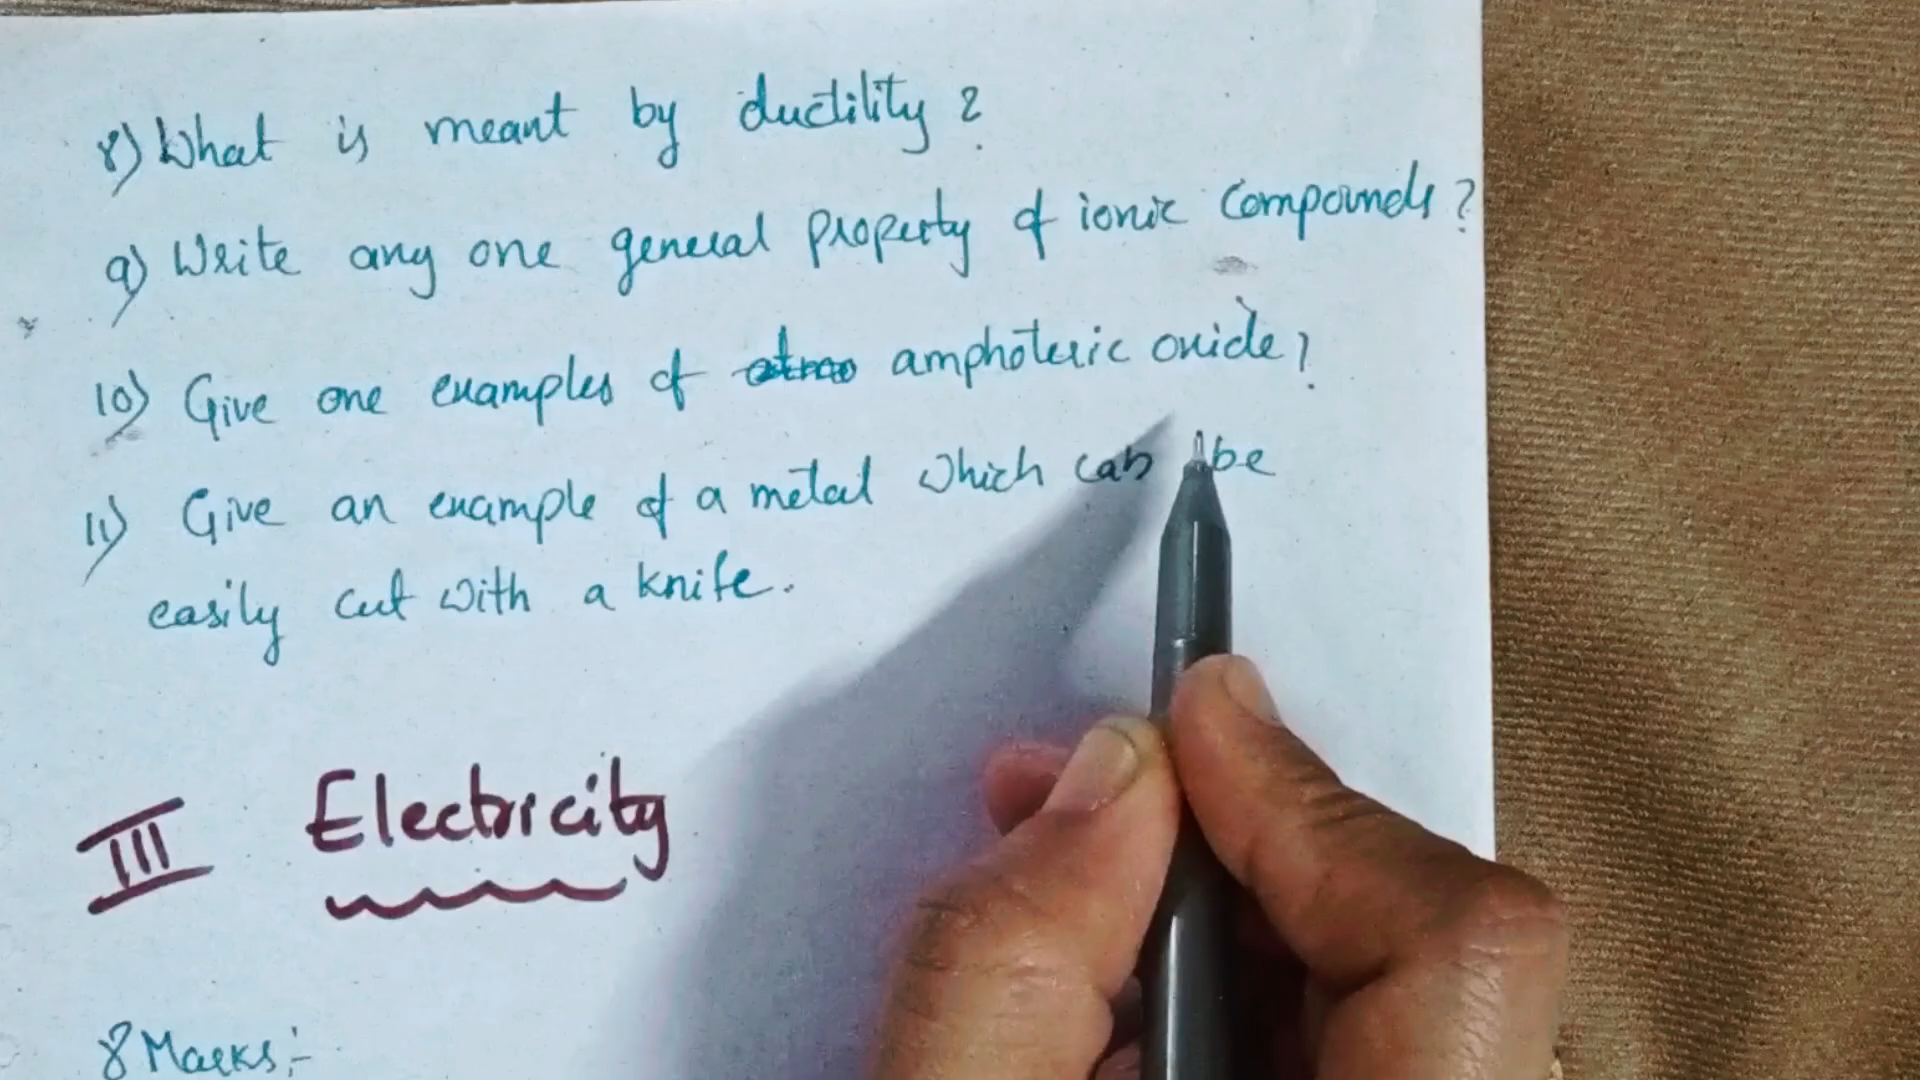 8) What is meant by ductility?
9) Write any one general property of ionic compounds?
10) Give one examples of amphoteric oxide?
11) Give an example of a metal which can be
easily cut with a knife.
III Electricity
8 Marks:-